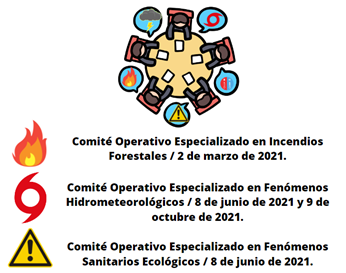 Comité Operativo Especializado en Incendios
Forestales / 2 de marzo de 2021.
Comité Operativo Especializado en Fenómenos
Hidrometeorológicos / 8 de junio de 2021 y 9 de
octubre de 2021.
Comité Operativo Especializado en Fenómenos
Sanitarios Ecológicos / 8 de junio de 2021.